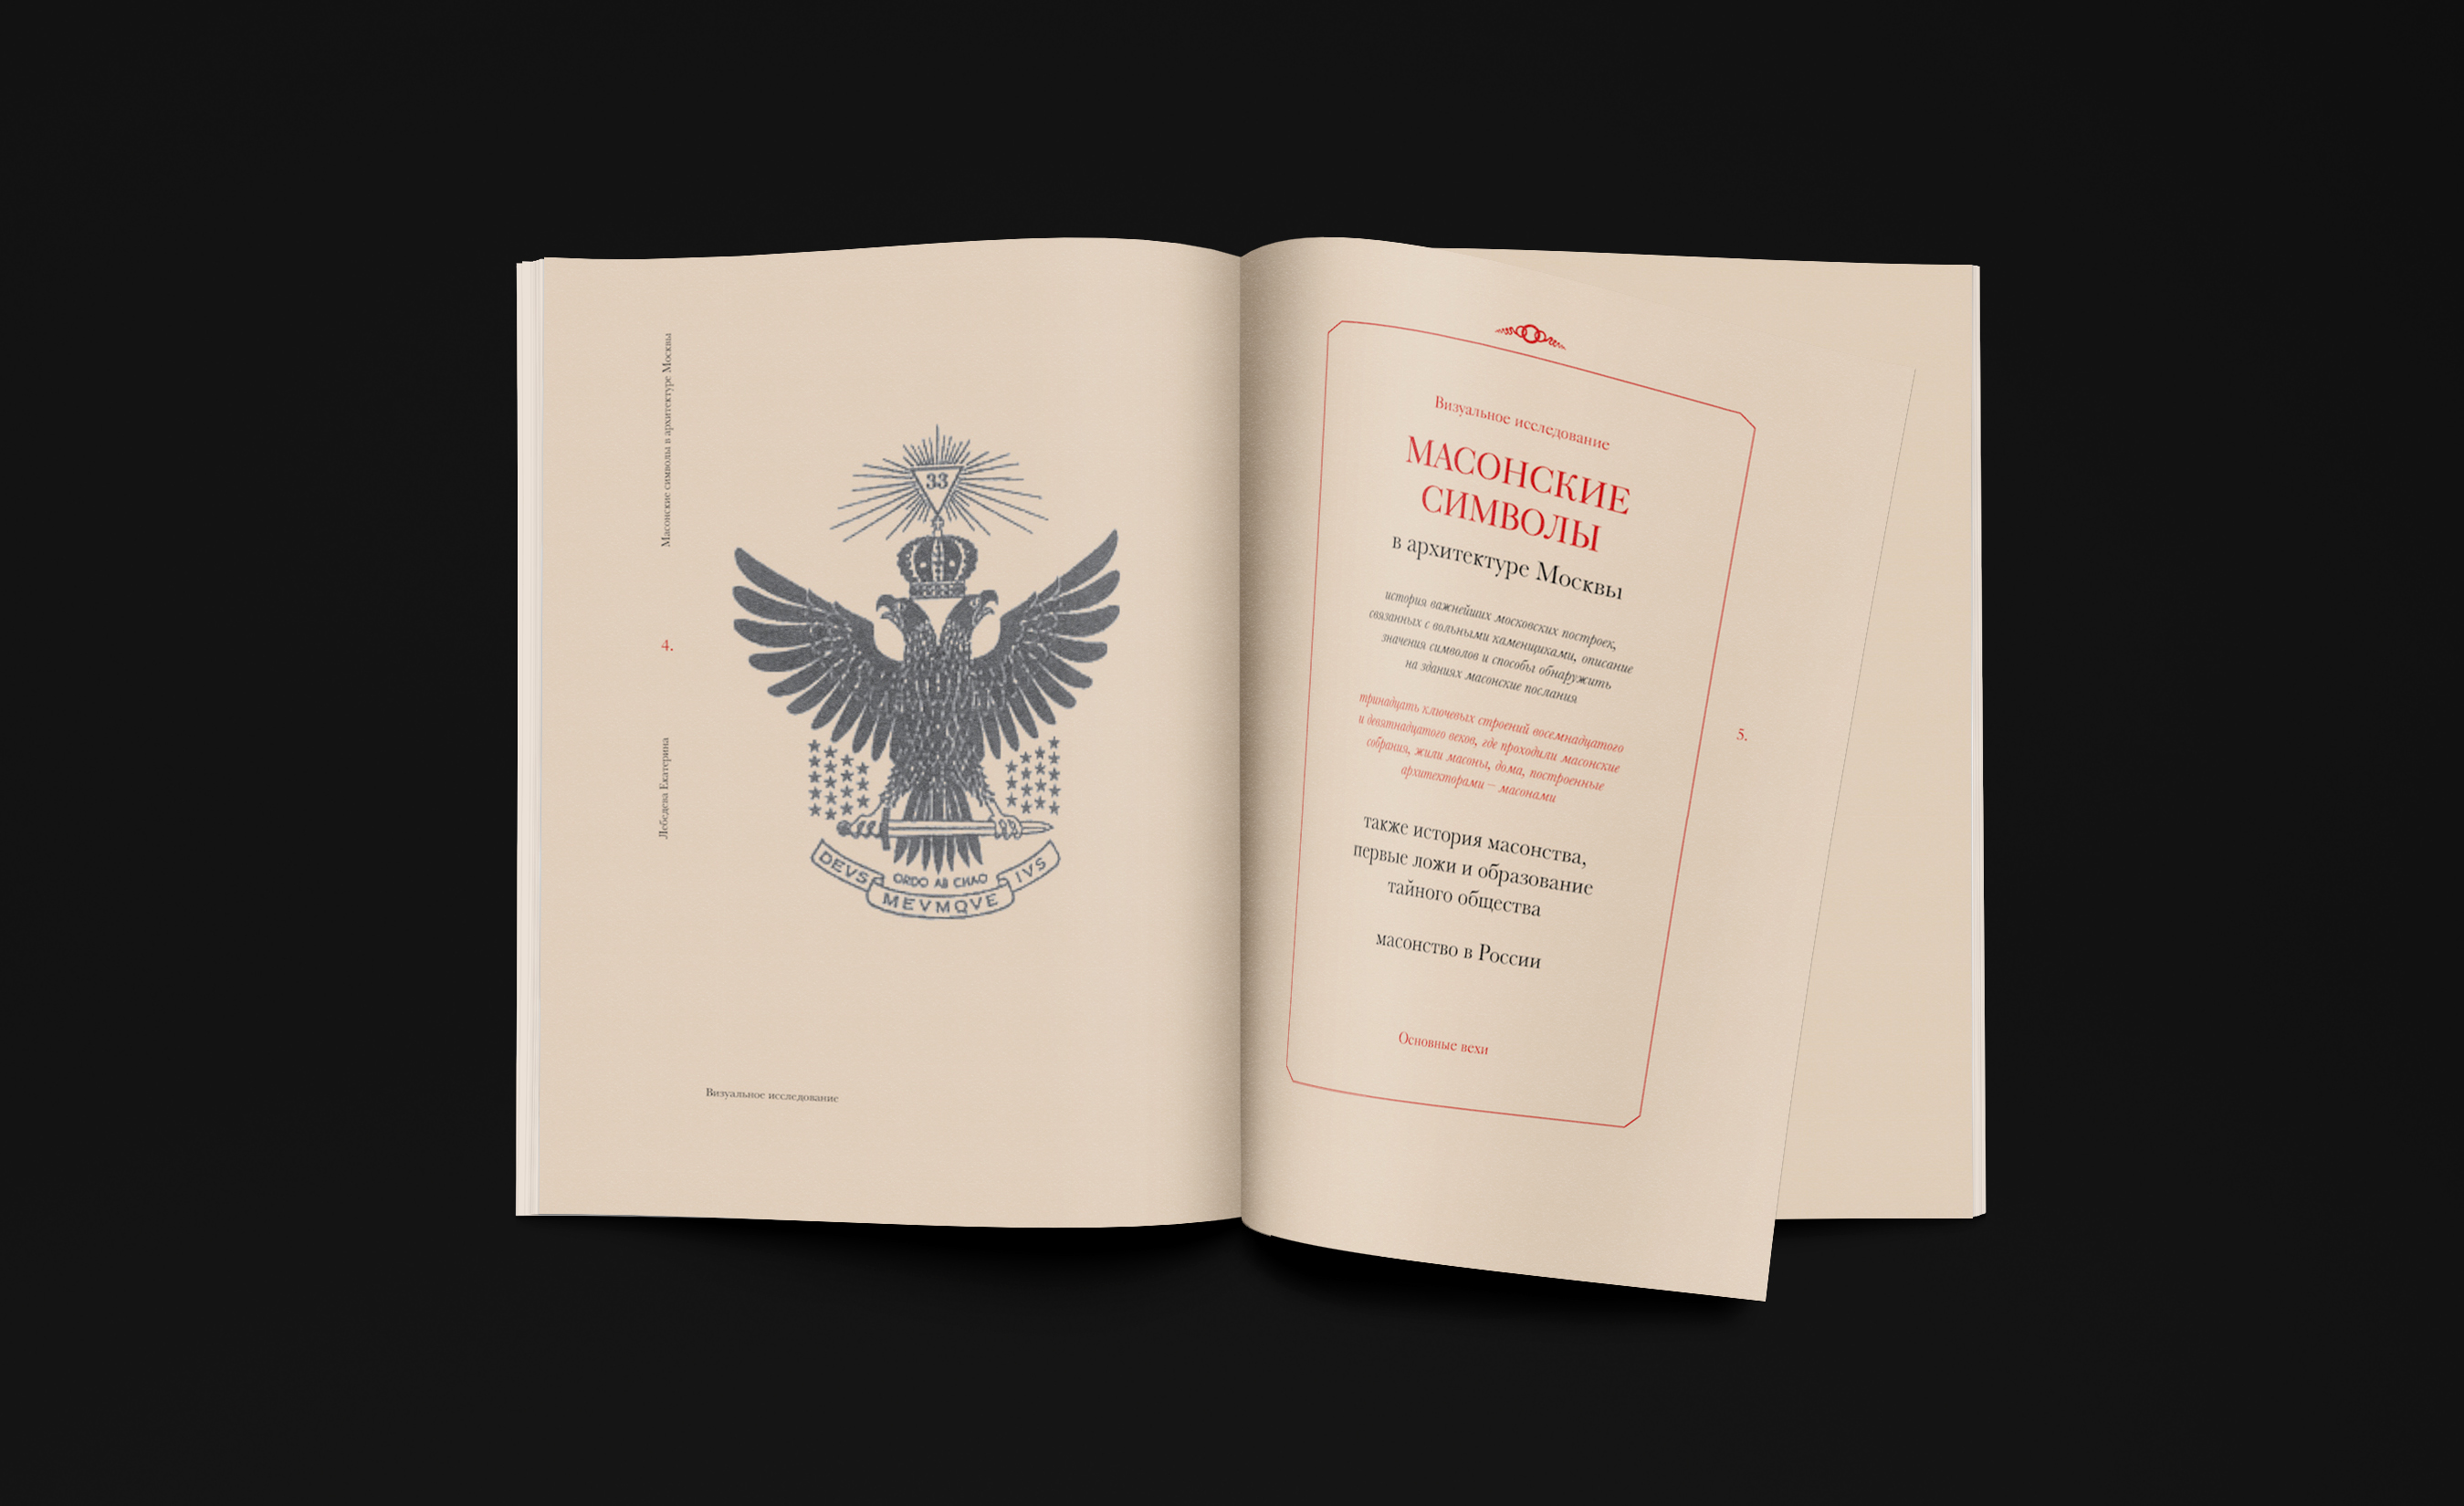 Масонские символы в архитектуре Москвы
4.
Лебедева Екатерина
33
DEVS
ORDO AB CHAO
IVS
MEVMQVE
Визуальное исследование
Визуальное исследование
МАСОНСКИЕ
СИМВОЛЫ
в архитектуре Москвы
история важнейших московских построек,
связанных с вольными каменщиками, описание
значения символов и способы обнаружить
на зданиях масонские послания
тринадцать ключевых строений восемнадцатого
и девятнадцатого веков, где проходили масонские
собрания, жили масоны, дома, построенные
архитекторами — масонами
5.
также история масонства,
первые ложи и образование
тайного общества
масонство в России
Основные вехи